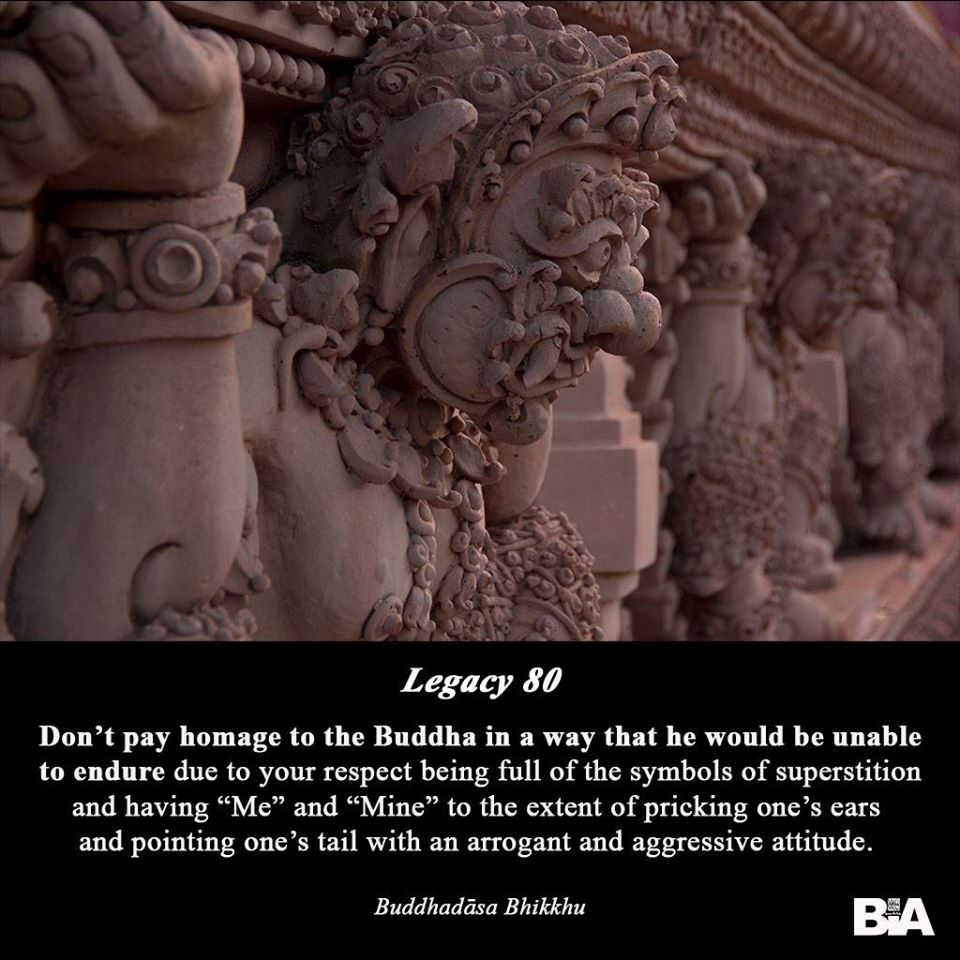 Legacy 80
Don’t pay homage to the Buddha in a way that he would be unable
to endure due to your respect being full of the symbols of superstition
and having “Me” and “Mine” to the extent of pricking one’s ears
and pointing one’s tail with an arrogant and aggressive attitude.
Buddhadāsa Bhikkhu
BIA